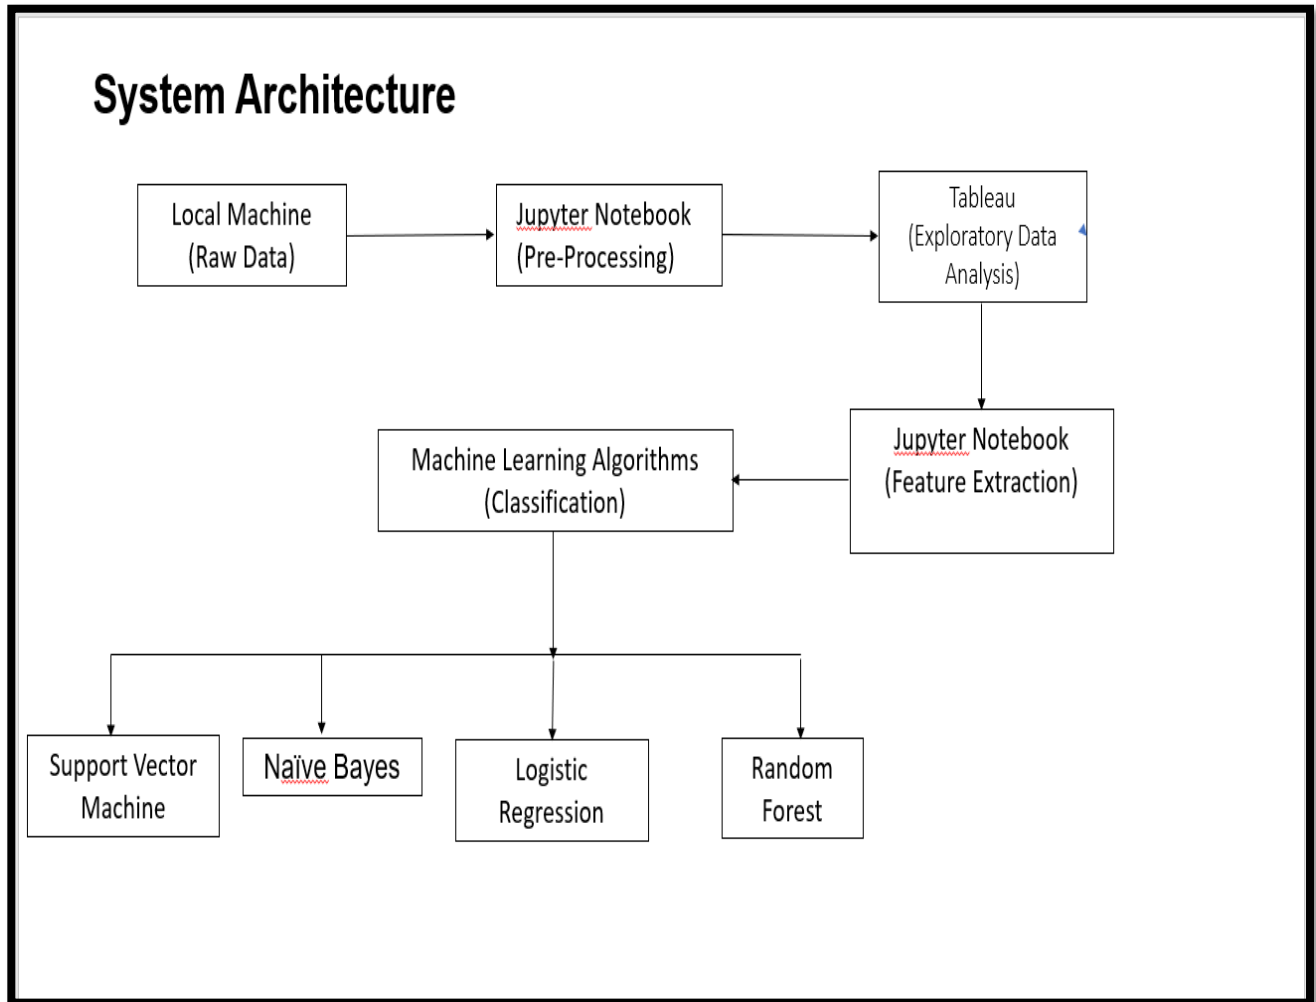 System Architecture
Local Machine
(Raw Data)
Jupyter Notebook
(Pre-Processing)
Tableau
(Exploratory Data
Analysis)
Jupyter Notebook
(Feature Extraction)
Machine Learning Algorithms
(Classification)
Support Vector
Machine
Naïve Bayes
Logistic
Regression
Random
Forest